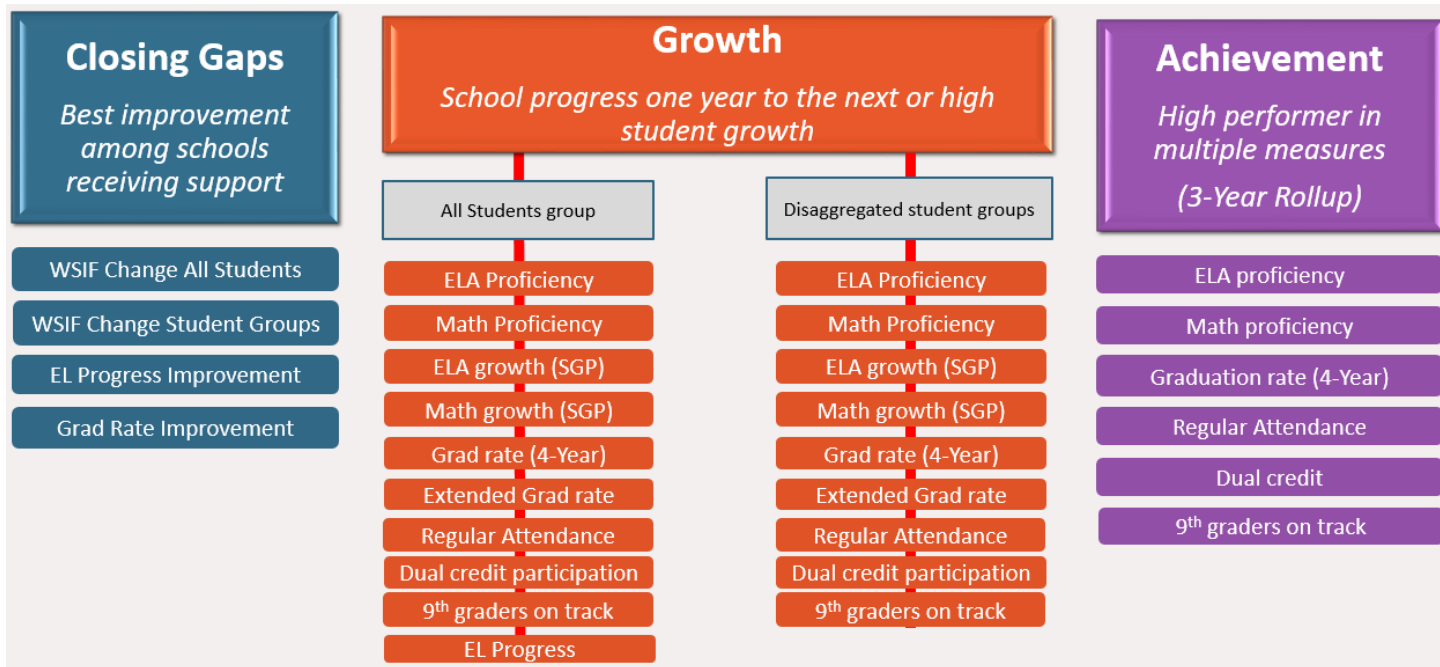 Closing Gaps
Best improvement
among schools
receiving support
WSIF Change All Students
WSIF Change Student Groups
EL Progress Improvement
Grad Rate Improvement
Growth
School progress one year to the next or high
student growth
All Students group
ELA Proficiency
Math Proficiency
ELA growth (SGP)
Math growth (SGP)
Grad rate (4-Year)
Extended Grad rate
Regular Attendance
Dual credit participation
9th graders on track
EL Progress
Disaggregated student groups
ELA Proficiency
Math Proficiency
ELA growth (SGP)
Math growth (SGP)
Grad rate (4-Year)
Extended Grad rate
Regular Attendance
Dual credit participation
9th graders on track
Achievement
High performer in
multiple measures
(3-Year Rollup)
ELA proficiency
Math proficiency
Graduation rate (4-Year)
Regular Attendance
Dual credit
9th graders on track